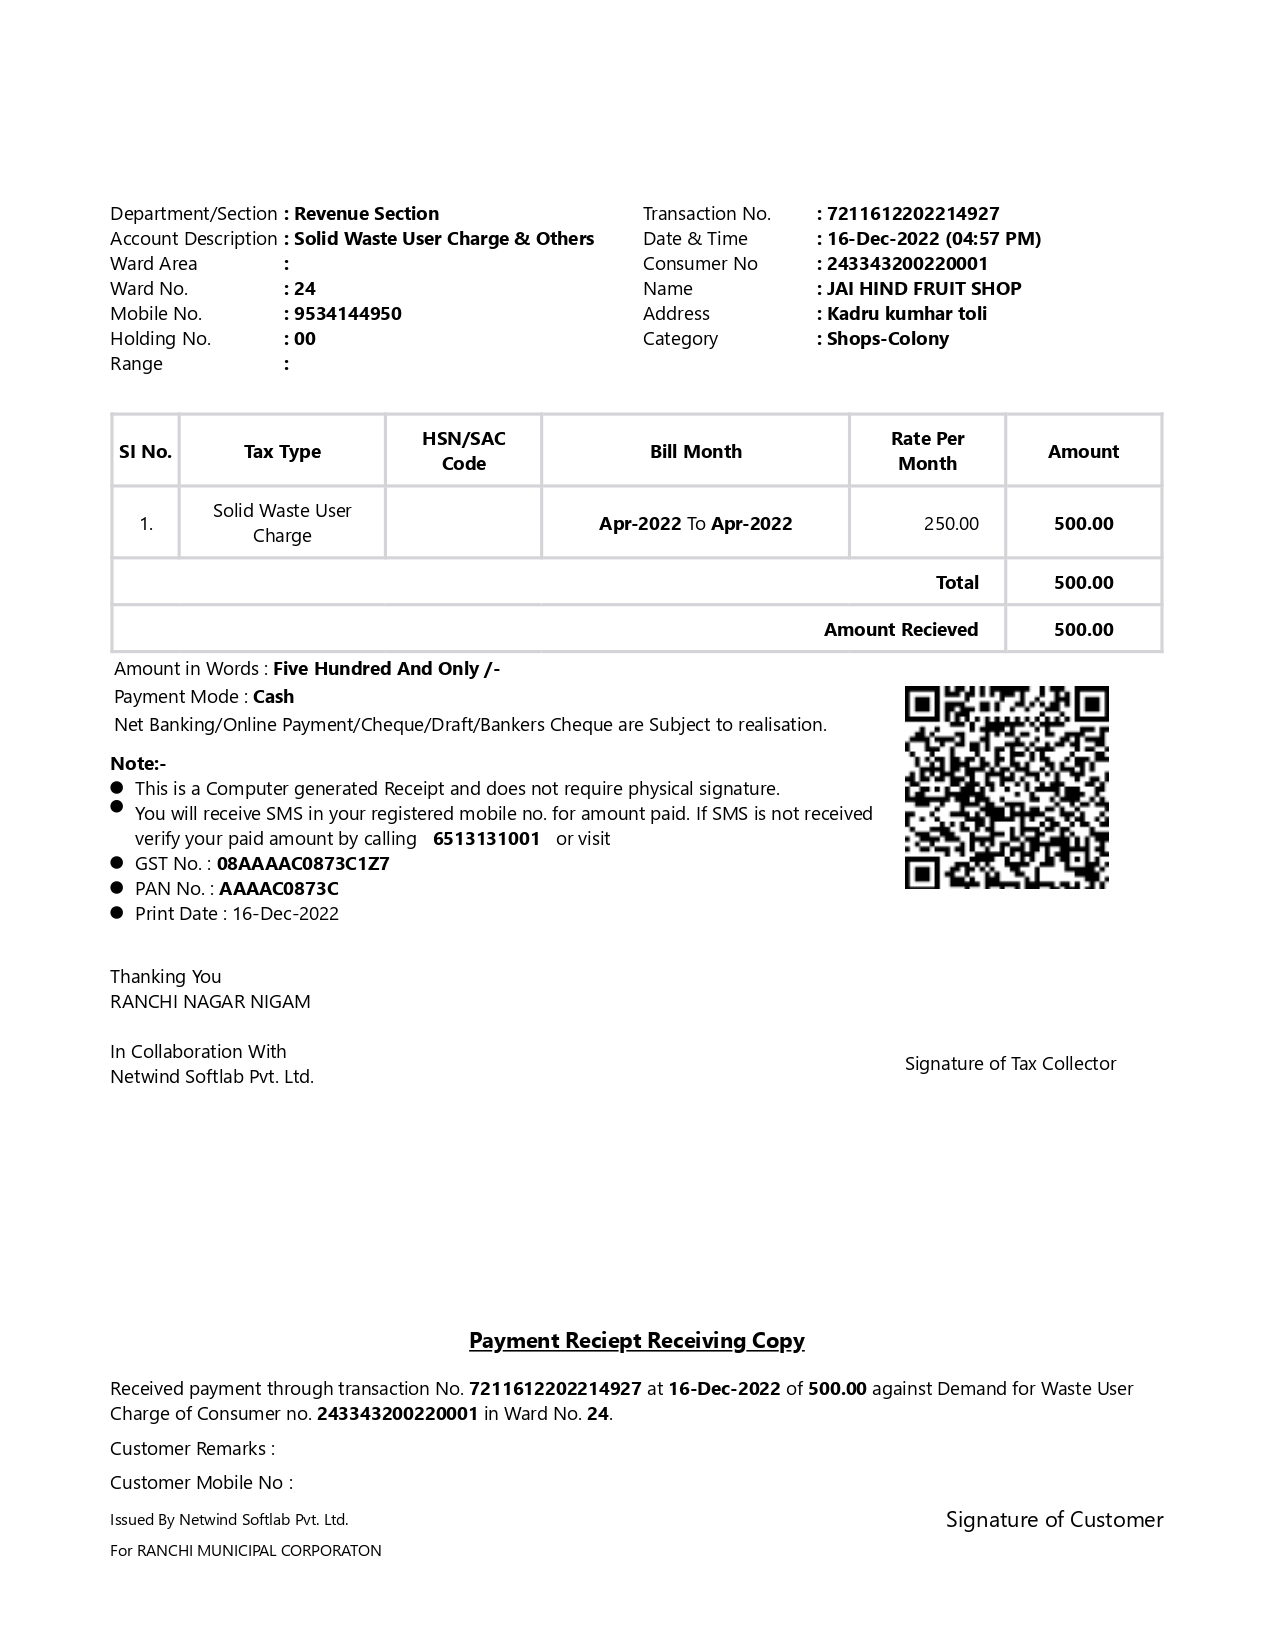 Department/Section : Revenue Section
Account Description : Solid Waste User Charge & Others
Ward Area :
Ward No. : 24
Mobile No. : 9534144950
Holding No. : 00
Range :
Transaction No. : 7211612202214927
Date & Time : 16-Dec-2022 (04:57 PM)
Consumer No : 243343200220001
Name : JAI HIND FRUIT SHOP
Address : Kadru kumhar toli
Category : Shops-Colony
SI No. Tax Type HSN/SAC Code Bill Month Rate Per Month Amount
1. Solid Waste User Charge Apr-2022 To Apr-2022 250.00 500.00
Total 500.00
Amount Recieved 500.00
Amount in Words : Five Hundred And Only /-
Payment Mode : Cash
Net Banking/Online Payment/Cheque/Draft/Bankers Cheque are Subject to realisation.
Note:-
● This is a Computer generated Receipt and does not require physical signature.
● You will receive SMS in your registered mobile no. for amount paid. If SMS is not received
verify your paid amount by calling 6513131001 or visit
● GST No. : 08AAAAC0873C1Z7
● PAN No. : AAAAC0873C
● Print Date : 16-Dec-2022
Thanking You
RANCHI NAGAR NIGAM
In Collaboration With
Netwind Softlab Pvt. Ltd.
Signature of Tax Collector
Payment Reciept Receiving Copy
Received payment through transaction No. 7211612202214927 at 16-Dec-2022 of 500.00 against Demand for Waste User
Charge of Consumer no. 243343200220001 in Ward No. 24.
Customer Remarks :
Customer Mobile No :
Issued By Netwind Softlab Pvt. Ltd.
Signature of Customer
For RANCHI MUNICIPAL CORPORATON